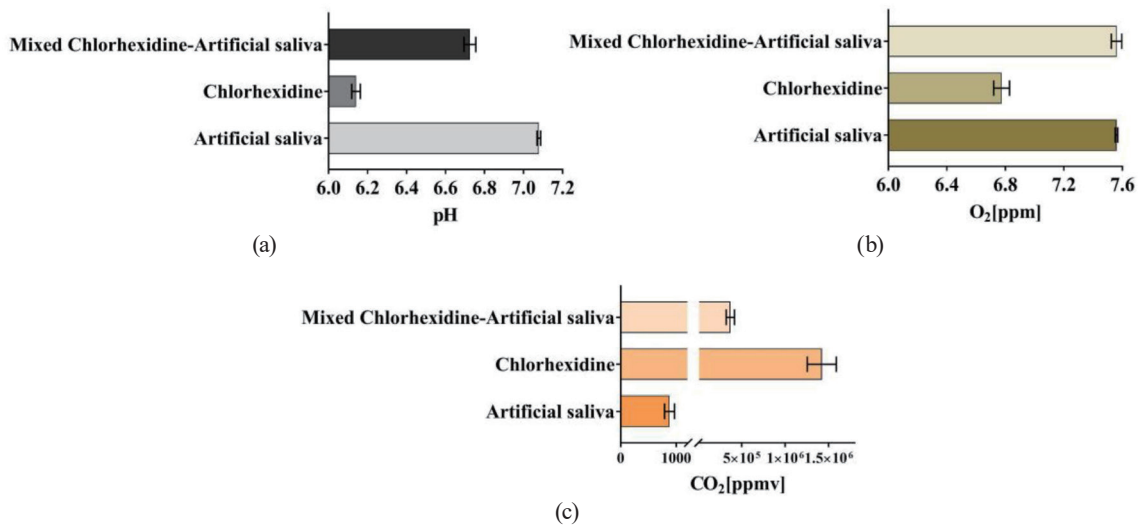 Mixed Chlorhexidine-Artificial saliva
Chlorhexidine
Artificial saliva
6.0 6.2 6.4 6.6 6.8 7.0 7.2
pH
(a)
Mixed Chlorhexidine-Artificial saliva
Chlorhexidine
Artificial saliva
6.0 6.4 6.8 7.2 7.6
O₂[ppm]
(b)
Mixed Chlorhexidine-Artificial saliva
Chlorhexidine
Artificial saliva
0 1000 5×10⁵ 1×10⁶ 1.5×10⁶
CO₂[ppmv]
(c)